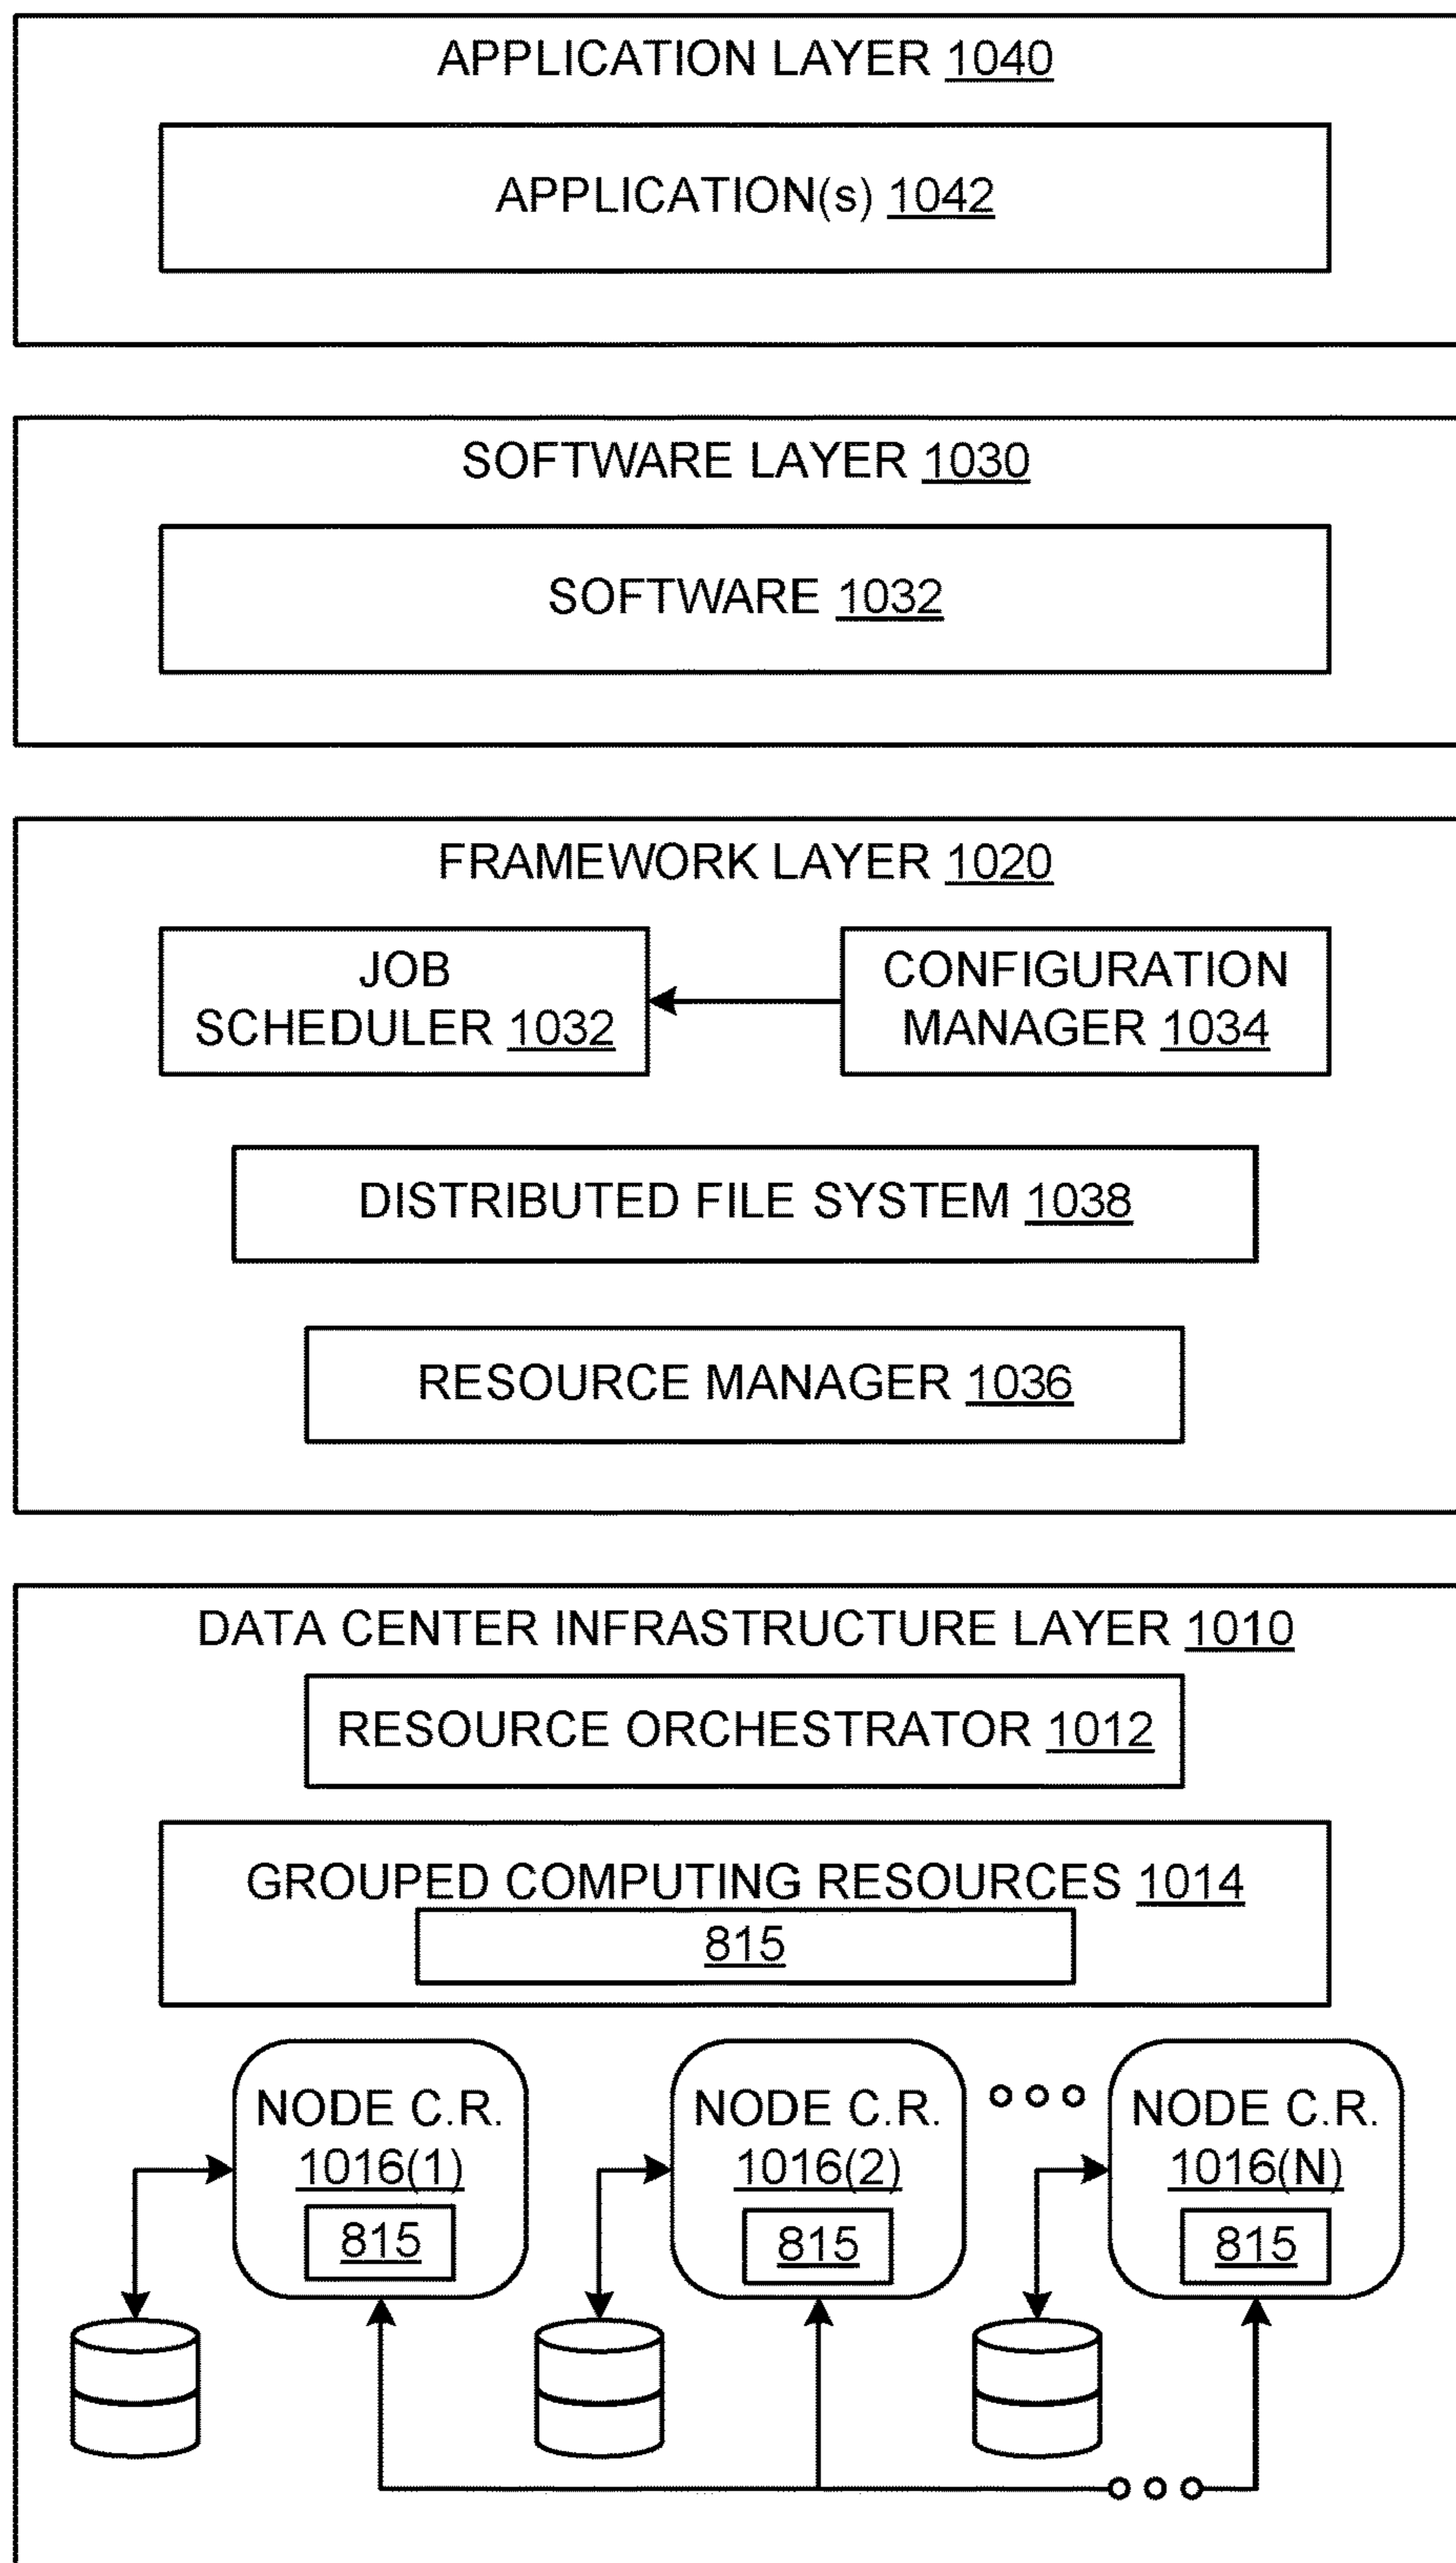 APPLICATION LAYER 1040
APPLICATION(s) 1042
SOFTWARE LAYER 1030
SOFTWARE 1032
FRAMEWORK LAYER 1020
JOB
SCHEDULER 1032
CONFIGURATION
MANAGER 1034
DISTRIBUTED FILE SYSTEM 1038
RESOURCE MANAGER 1036
DATA CENTER INFRASTRUCTURE LAYER 1010
RESOURCE ORCHESTRATOR 1012
GROUPED COMPUTING RESOURCES 1014
815
NODE C.R.
1016(1)
815
NODE C.R.
1016(2)
815
NODE C.R.
1016(N)
815